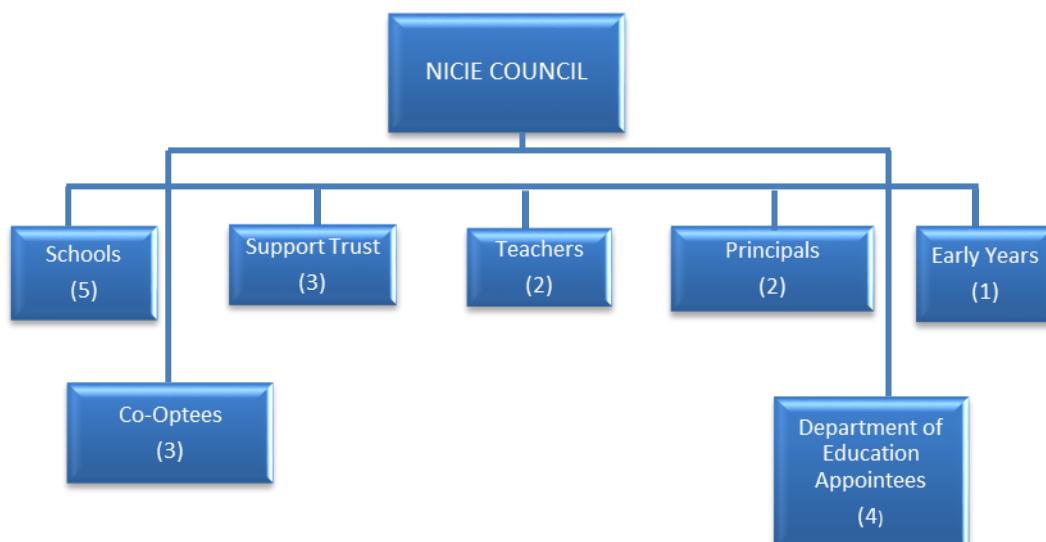 NICIE COUNCIL
Schools
(5)
Support Trust
(3)
Teachers
(2)
Principals
(2)
Early Years
(1)
Co-Optees
(3)
Department of
Education
Appointees
(4)